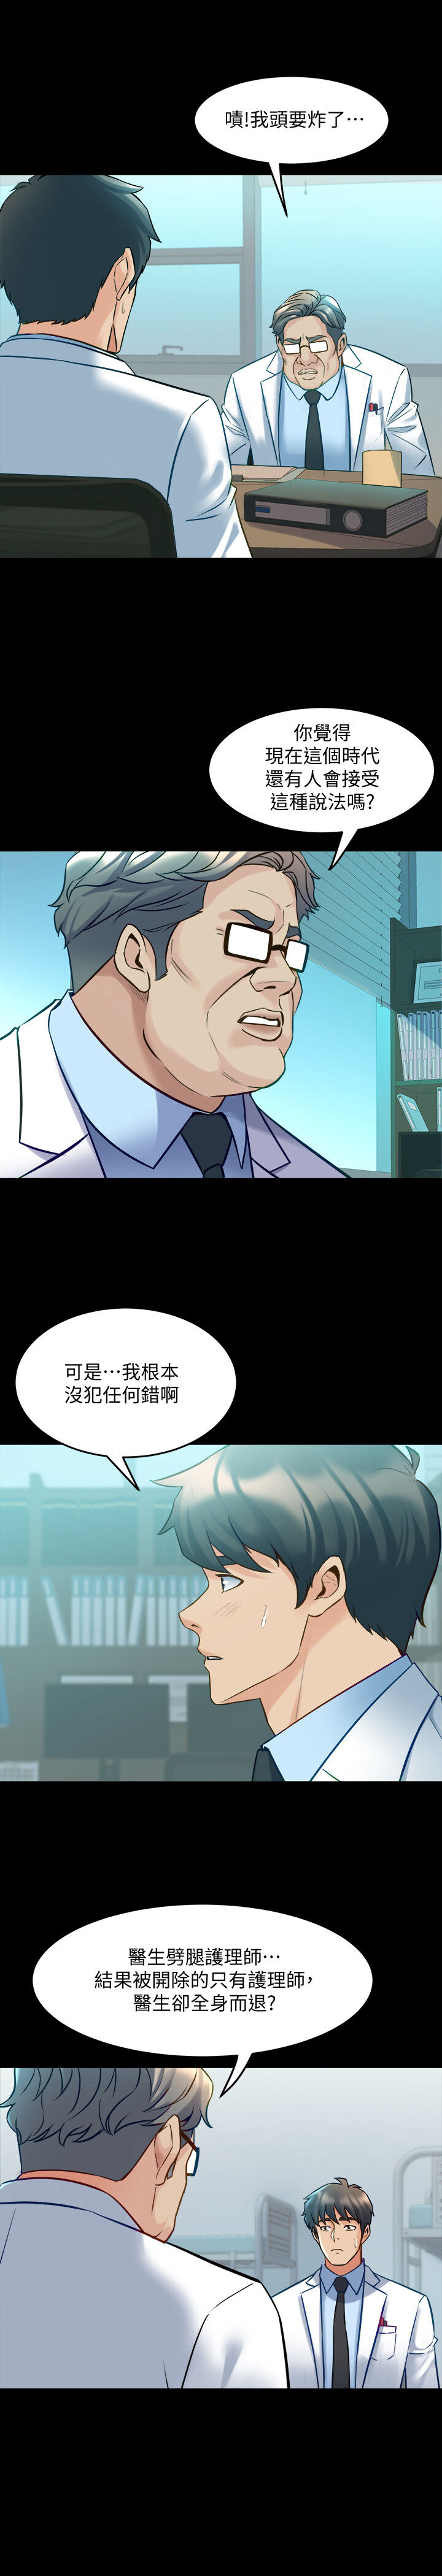 嘖!我頭要炸了⋯
你覺得
現在這個時代
還有人會接受
這種說法嗎?
可是⋯我根本
沒犯任何錯啊
醫生劈腿護理師⋯
結果被開除的只有護理師,
醫生卻全身而退?